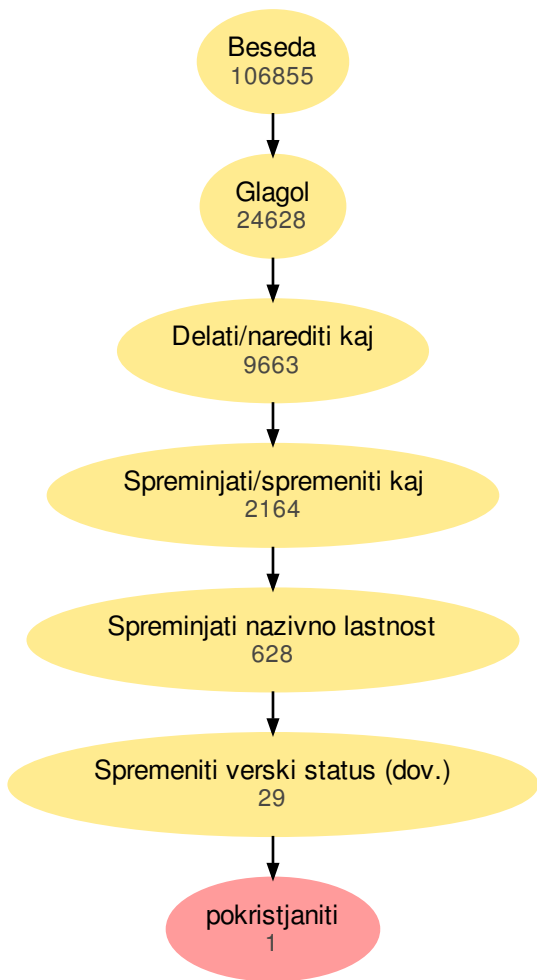 Beseda
106855
Glagol
24628
Delati/narediti kaj
9663
Spreminjati/spremeniti kaj
2164
Spreminjati nazivno lastnost
628
Spremeniti verski status (dov.)
29
pokristjaniti
1